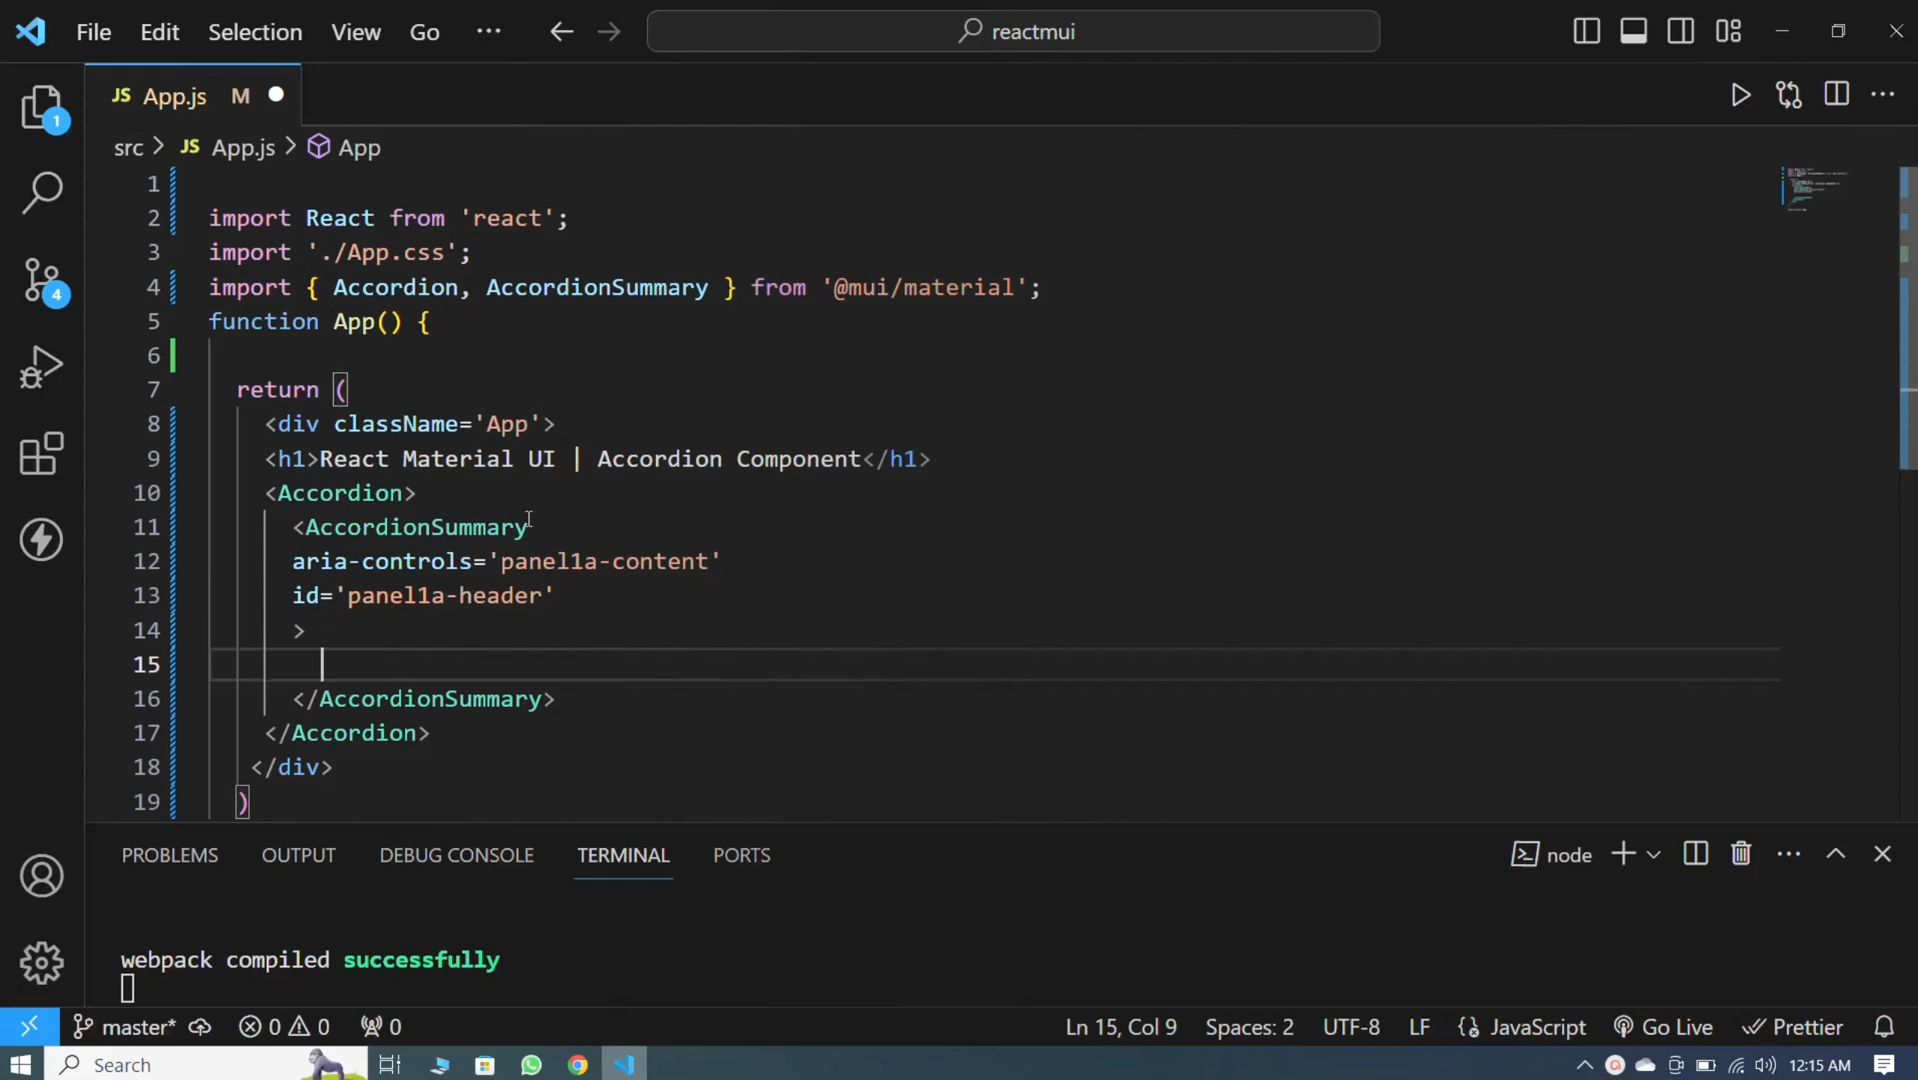 File Edit Selection View Go ··· reactmui
JS App.js M
src > JS App.js > App
1
2 import React from 'react';
3 import './App.css';
4 import { Accordion, AccordionSummary } from '@mui/material';
5 function App() {
6
7 return (
8 <div className='App'>
9 <h1>React Material UI | Accordion Component</h1>
10 <Accordion>
11 <AccordionSummary
12 aria-controls='panel1a-content'
13 id='panel1a-header'
14 >
15
16 </AccordionSummary>
17 </Accordion>
18 </div>
19 )
1
4
PROBLEMS OUTPUT DEBUG CONSOLE TERMINAL PORTS node
webpack compiled successfully
master* 0 0 0 Ln 15, Col 9 Spaces: 2 UTF-8 LF {} JavaScript Go Live Prettier
Search 12:15 AM